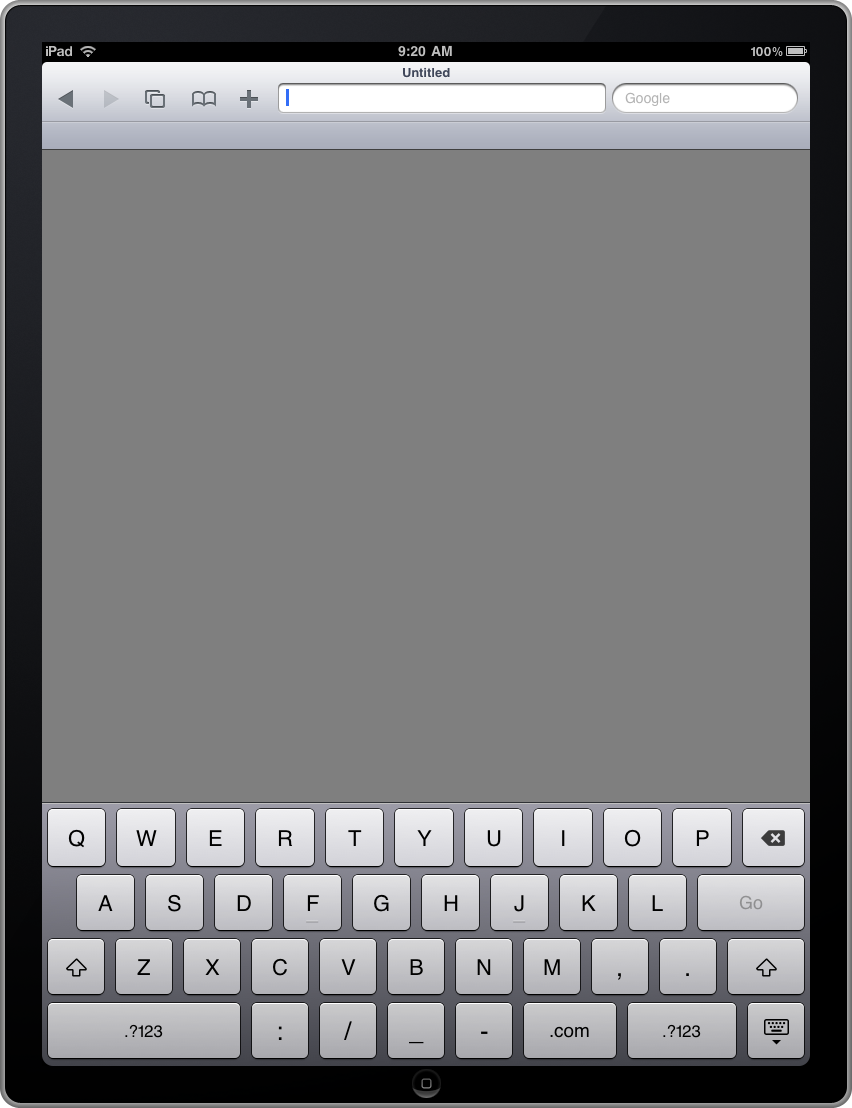 iPad 9:20 AM 100%
Untitled
Google
Q W E R T Y U I O P
A S D F G H J K L Go
Z X C V B N M , .
.?123 : / _ - .com .?123